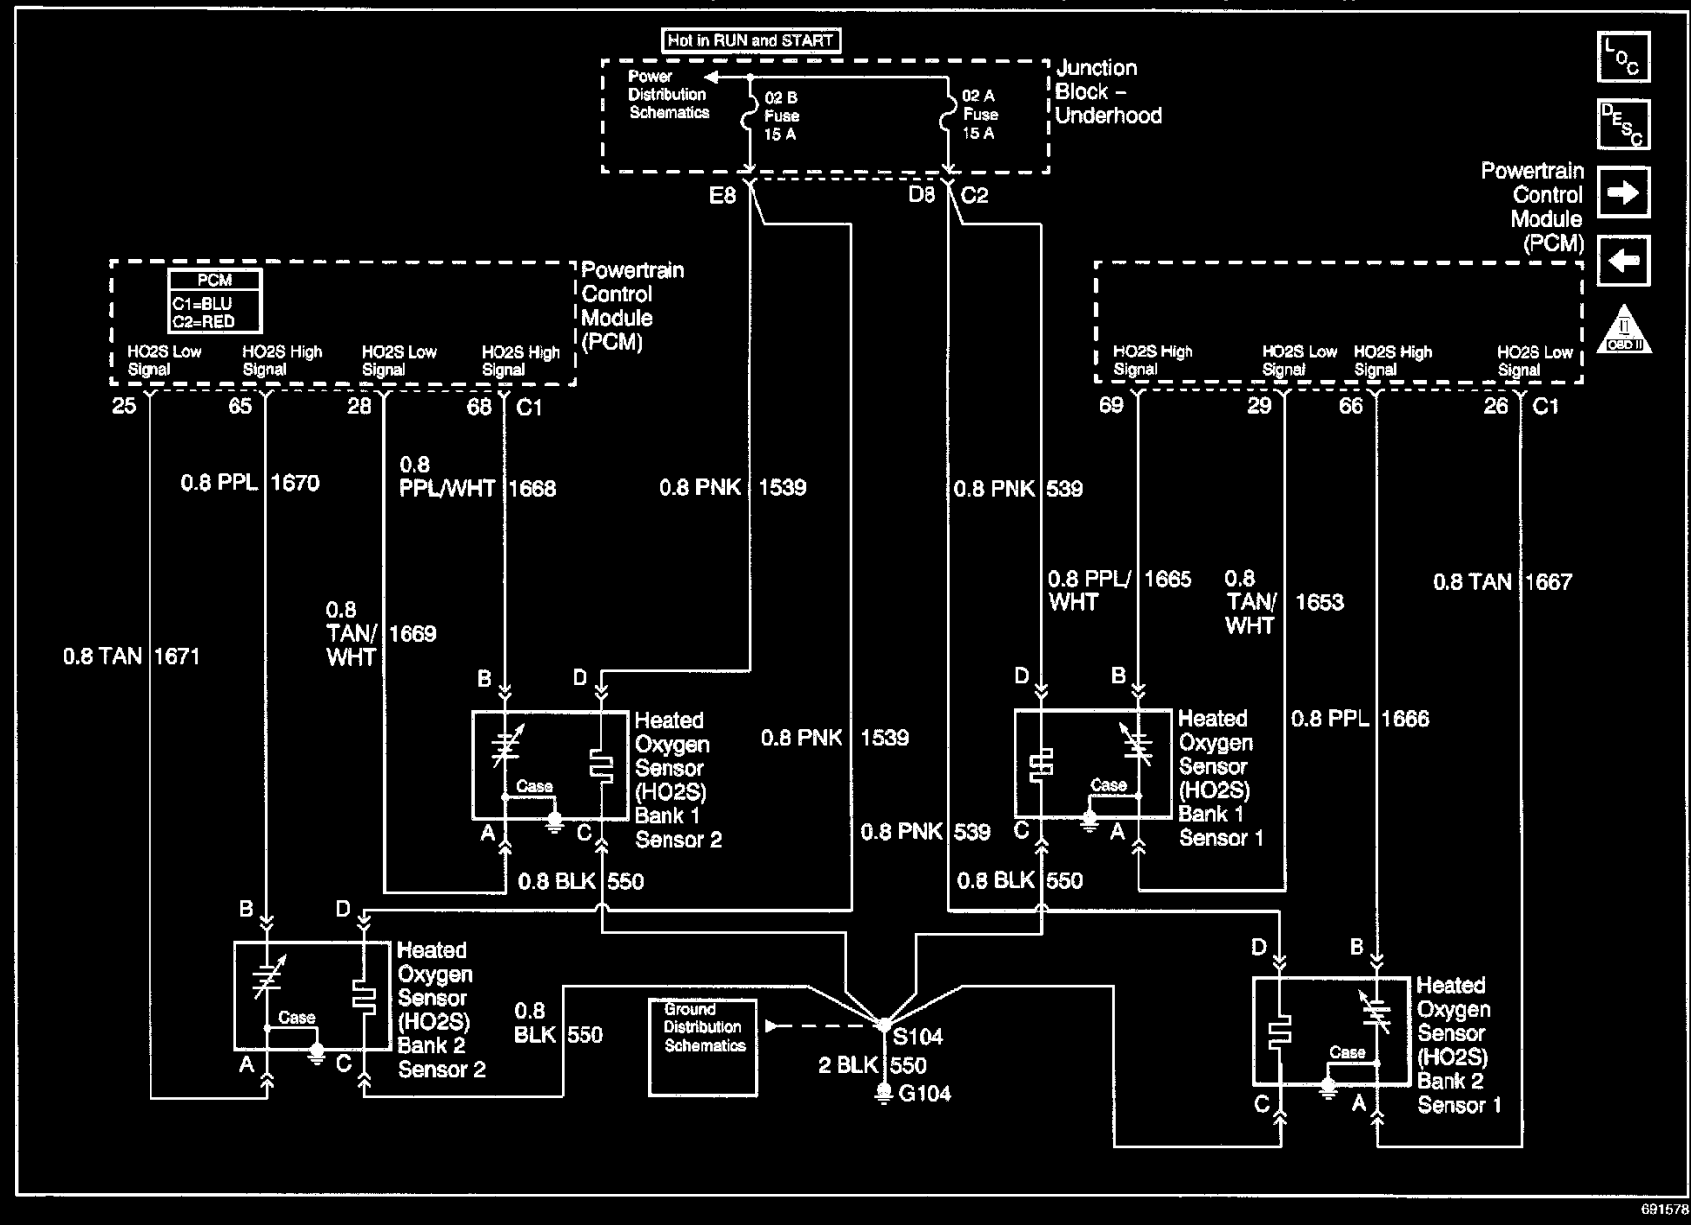 Hot in RUN and START
Power
Distribution
Schematics
02 B
Fuse
15 A
02 A
Fuse
15 A
Junction
Block –
Underhood
E8
D8
C2
L
O
C
D
E
S
C
II
OBD II
PCM
C1=BLU
C2=RED
Powertrain
Control
Module
(PCM)
HO2S Low
Signal
HO2S High
Signal
HO2S Low
Signal
HO2S High
Signal
25
65
28
68
C1
Powertrain
Control
Module
(PCM)
HO2S High
Signal
HO2S Low
Signal
HO2S High
Signal
HO2S Low
Signal
69
29
66
26
C1
0.8 PPL 1670
0.8
PPL/WHT 1668
0.8 PNK 1539
0.8 PNK 539
0.8 PPL/ 1665
WHT
0.8
TAN/ 1653
WHT
0.8 TAN 1667
0.8
TAN/ 1669
WHT
0.8 TAN 1671
B
D
Heated
Oxygen
Sensor
(HO2S)
Bank 1
Sensor 2
Case
A
C
0.8 BLK 550
0.8 PNK 1539
0.8 PNK 539
D
B
Heated
Oxygen
Sensor
(HO2S)
Bank 1
Sensor 1
Case
C
A
0.8 BLK 550
0.8 PPL 1666
B
D
Heated
Oxygen
Sensor
(HO2S)
Bank 2
Sensor 2
Case
A
C
0.8
BLK 550
Ground
Distribution
Schematics
S104
2 BLK 550
G104
D
B
Heated
Oxygen
Sensor
(HO2S)
Bank 2
Sensor 1
Case
C
A
691578